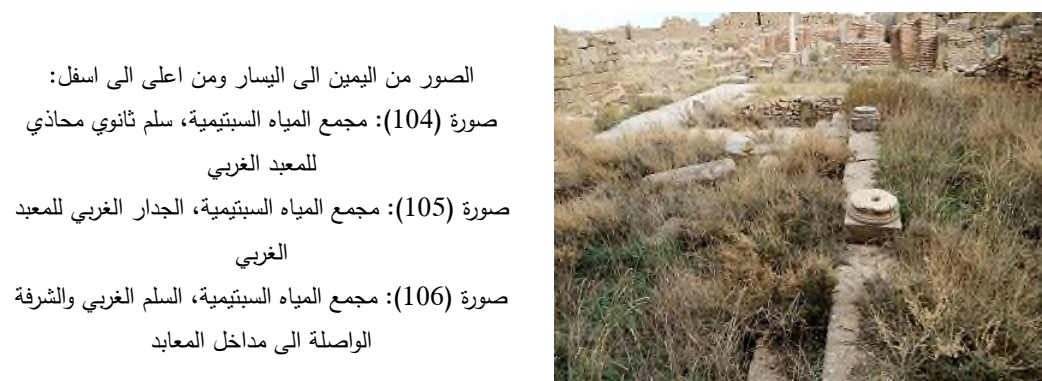 الصور من اليمين الى اليسار ومن اعلى الى اسفل:
صورة (104): مجمع المياه السبتيمية، سلم ثانوي محاذي
للمعبد الغربي
صورة (105): مجمع المياه السبتيمية، الجدار الغربي للمعبد
الغربي
صورة (106): مجمع المياه السبتيمية، السلم الغربي والشرفة
الواصلة الى مداخل المعابد